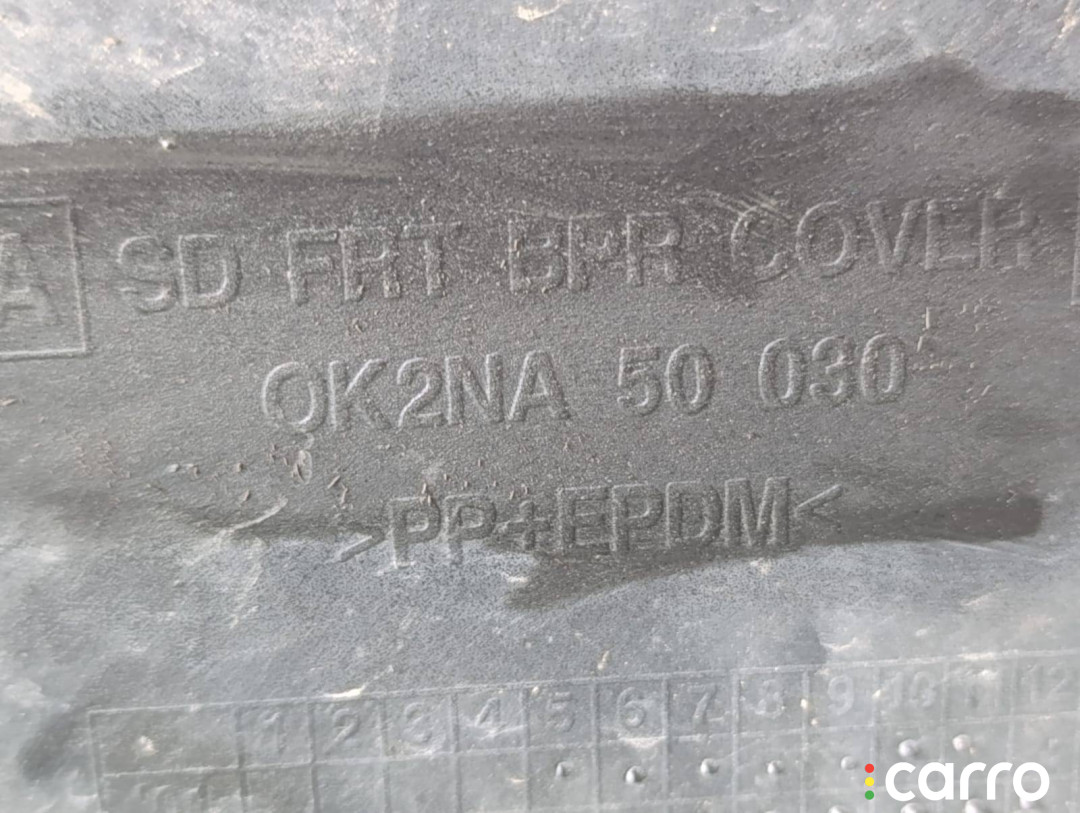 A SD FRT BPR COVER
OK2NA 50 030
>PP+EPDM<
1 2 3 4 5 6 7 8 9 10 11 12
carro